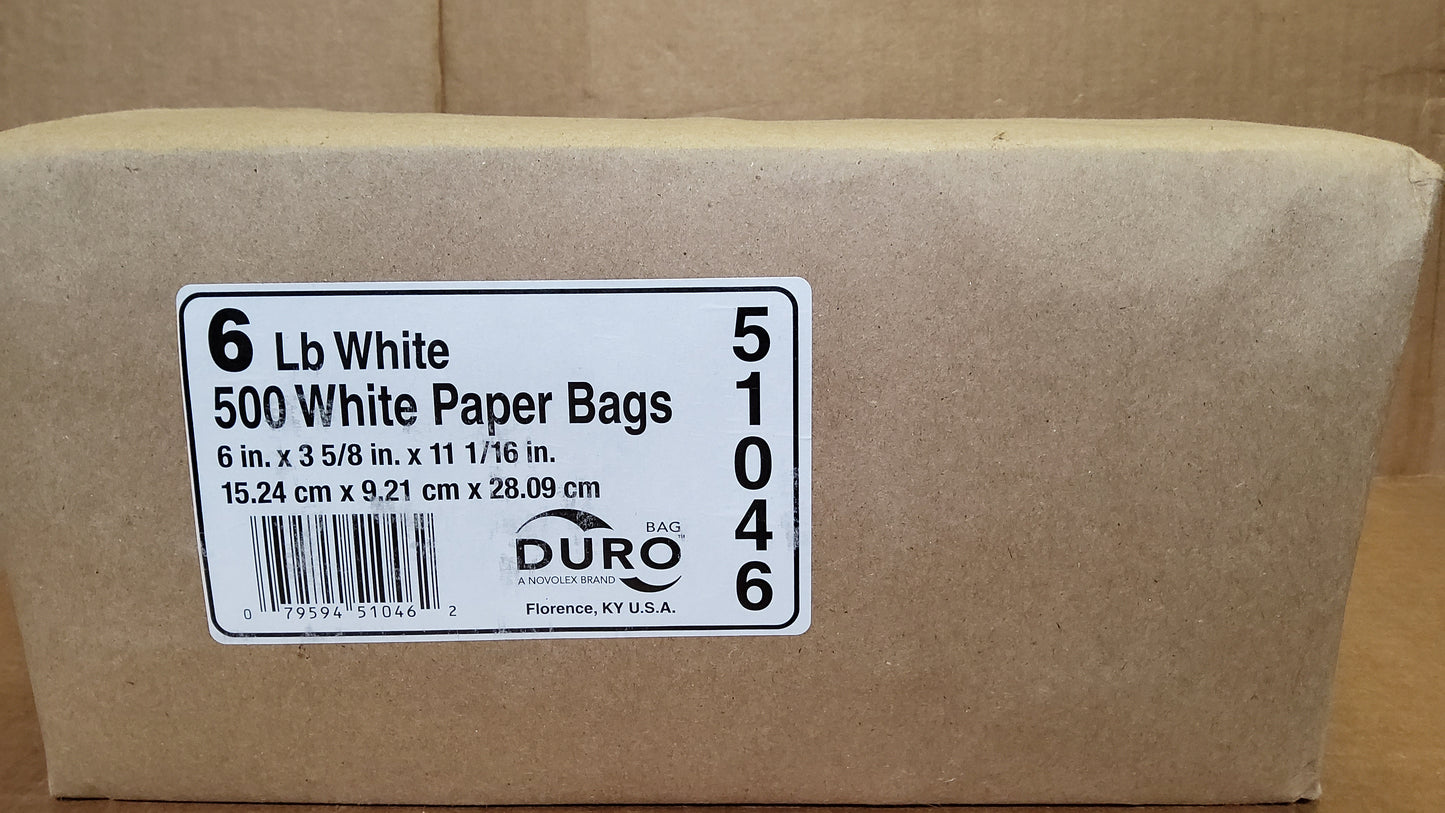 6 Lb White
500 White Paper Bags
6 in. x 3 5/8 in. x 11 1/16 in.
15.24 cm x 9.21 cm x 28.09 cm
0 79594 51046 2
BAG
DURO™
A NOVOLEX BRAND
Florence, KY U.S.A.
5
1
0
4
6